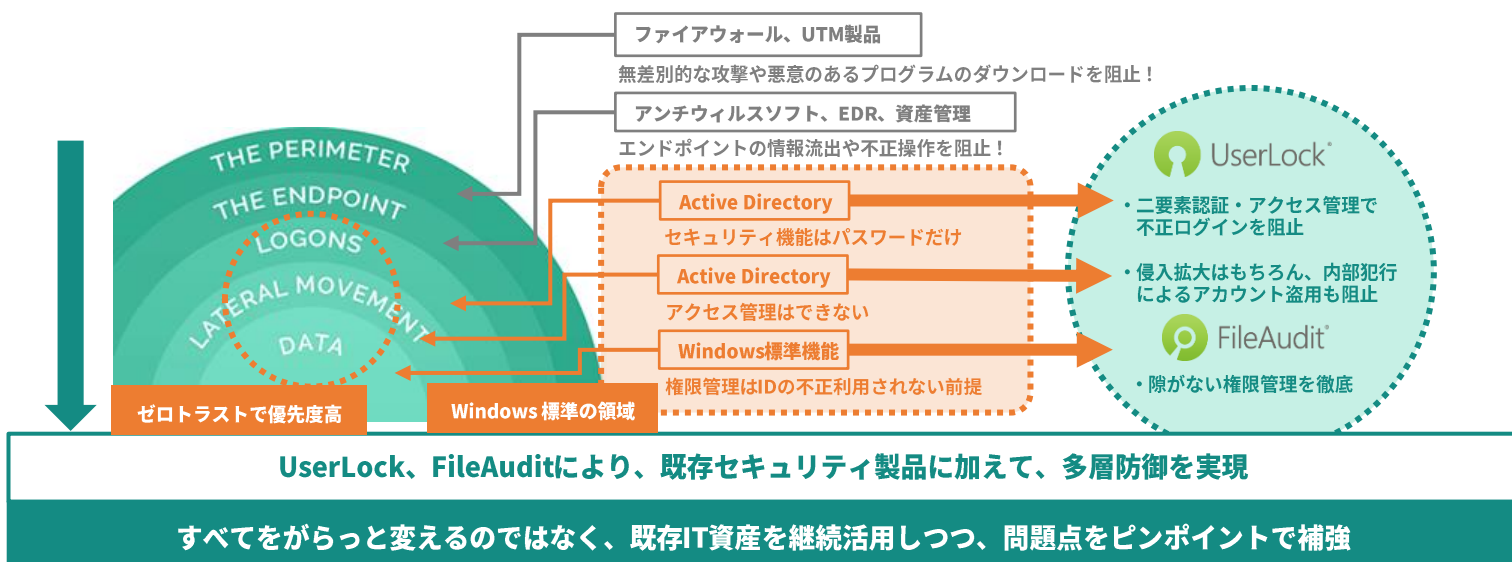 ファイアウォール、UTM製品
無差別的な攻撃や悪意のあるプログラムのダウンロードを阻止！
アンチウィルスソフト、EDR、資産管理
エンドポイントの情報流出や不正操作を阻止！
THE PERIMETER
THE ENDPOINT
LOGONS
LATERAL MOVEMENT
DATA
ゼロトラストで優先度高
Windows 標準の領域
Active Directory
セキュリティ機能はパスワードだけ
Active Directory
アクセス管理はできない
Windows標準機能
権限管理はIDの不正利用されない前提
UserLock®
・二要素認証・アクセス管理で
不正ログインを阻止
・侵入拡大はもちろん、内部犯行
によるアカウント盗用も阻止
FileAudit®
・隙がない権限管理を徹底
UserLock、FileAuditにより、既存セキュリティ製品に加えて、多層防御を実現
すべてをがらっと変えるのではなく、既存IT資産を継続活用しつつ、問題点をピンポイントで補強